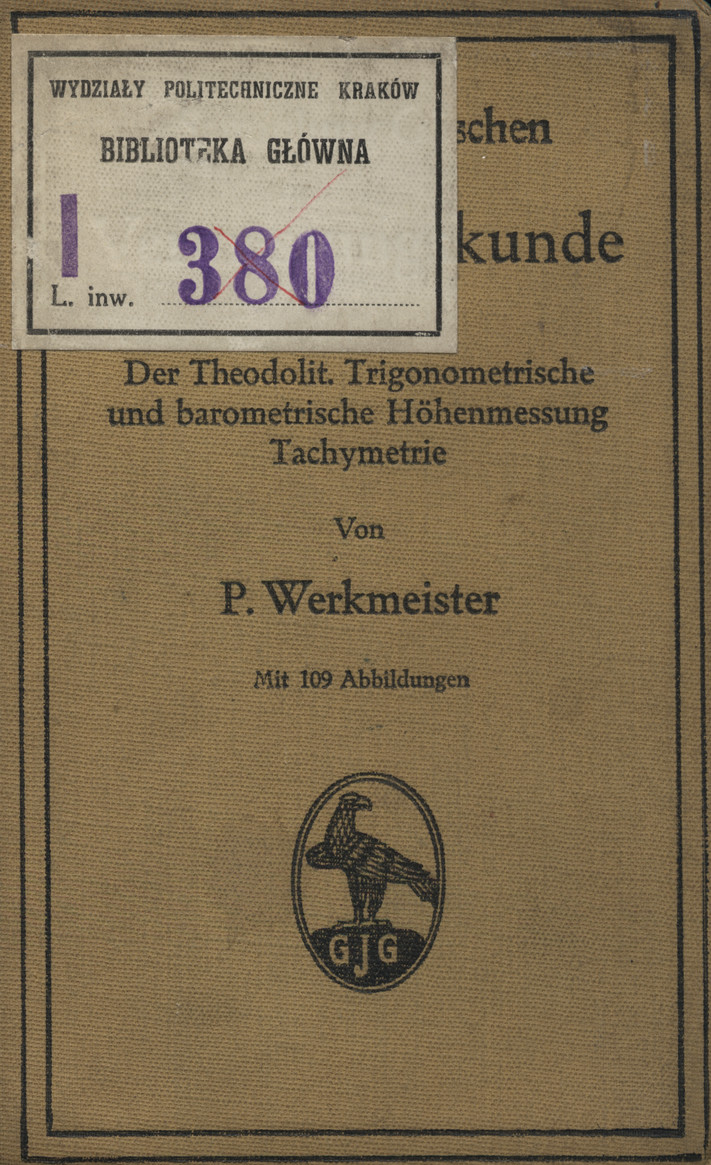 WYDZIAŁY POLITECHNICZNE KRAKÓW
BIBLIOTEKA GŁÓWNA
I
L. inw. 380
schen
kunde
Der Theodolit. Trigonometrische
und barometrische Höhenmessung
Tachymetrie
Von
P. Werkmeister
Mit 109 Abbildungen
GJG